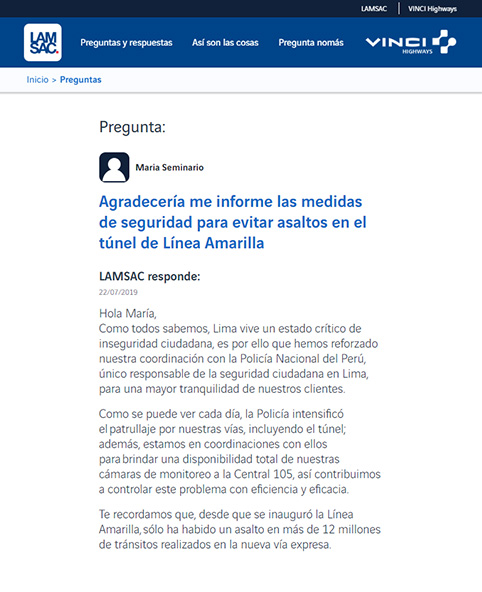 LAMSAC VINCI Highways
LAM
SAC.
Preguntas y respuestas Así son las cosas Pregunta nomás VINCI
HIGHWAYS
Inicio > Preguntas
Pregunta:
Maria Seminario
Agradecería me informe las medidas
de seguridad para evitar asaltos en el
túnel de Línea Amarilla
LAMSAC responde:
22/07/2019
Hola María,
Como todos sabemos, Lima vive un estado crítico de
inseguridad ciudadana, es por ello que hemos reforzado
nuestra coordinación con la Policía Nacional del Perú,
único responsable de la seguridad ciudadana en Lima,
para una mayor tranquilidad de nuestros clientes.
Como se puede ver cada día, la Policía intensificó
el patrullaje por nuestras vías, incluyendo el túnel;
además, estamos en coordinaciones con ellos
para brindar una disponibilidad total de nuestras
cámaras de monitoreo a la Central 105, así contribuimos
a controlar este problema con eficiencia y eficacia.
Te recordamos que, desde que se inauguró la Línea
Amarilla, sólo ha habido un asalto en más de 12 millones
de tránsitos realizados en la nueva vía expresa.